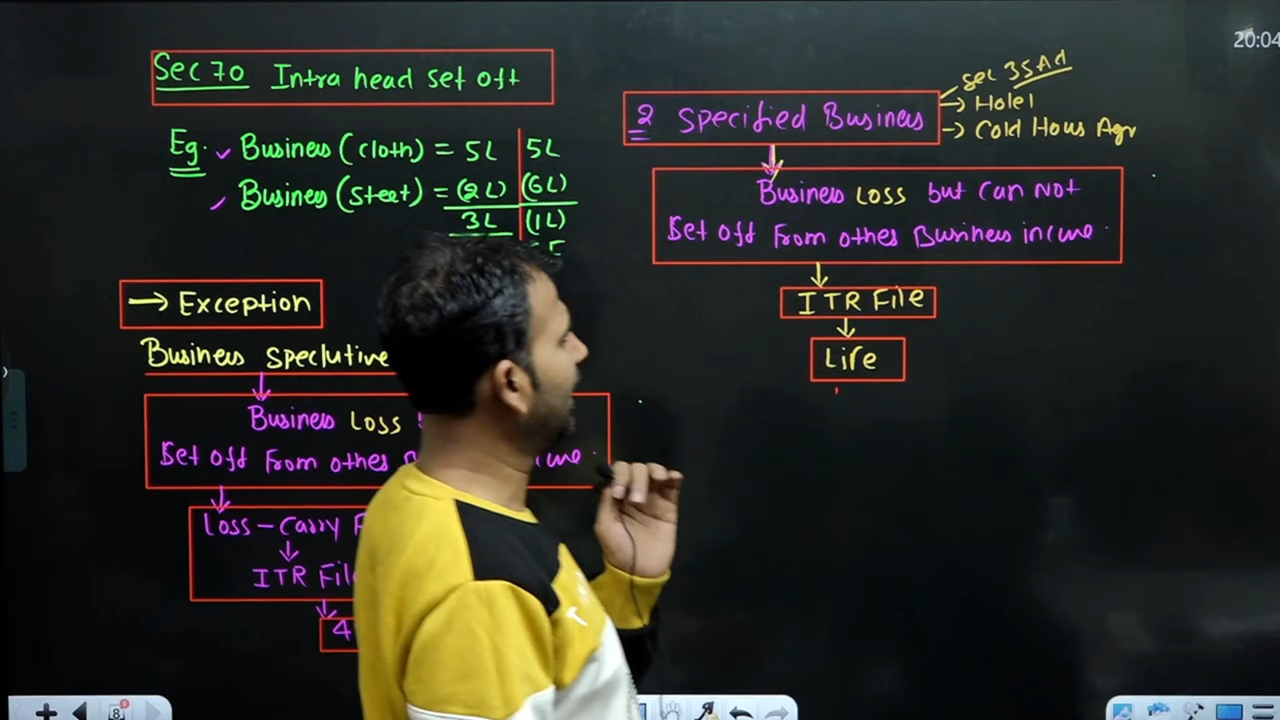 20:04
Sec 70 Intra head set off
Eg. Business (cloth) = 5L 5L
Business (Steet) = (2L) (6L)
3L (1L)
→ Exception
Business Speclutive
Business Loss
Set off From othes
Loss - Carry
ITR File
4
2 Specified Business
Sec 35Ad
→ Hotel
→ Cold Hous Agr
Business Loss but can Not
Set off From othes Business income.
ITR File
Life